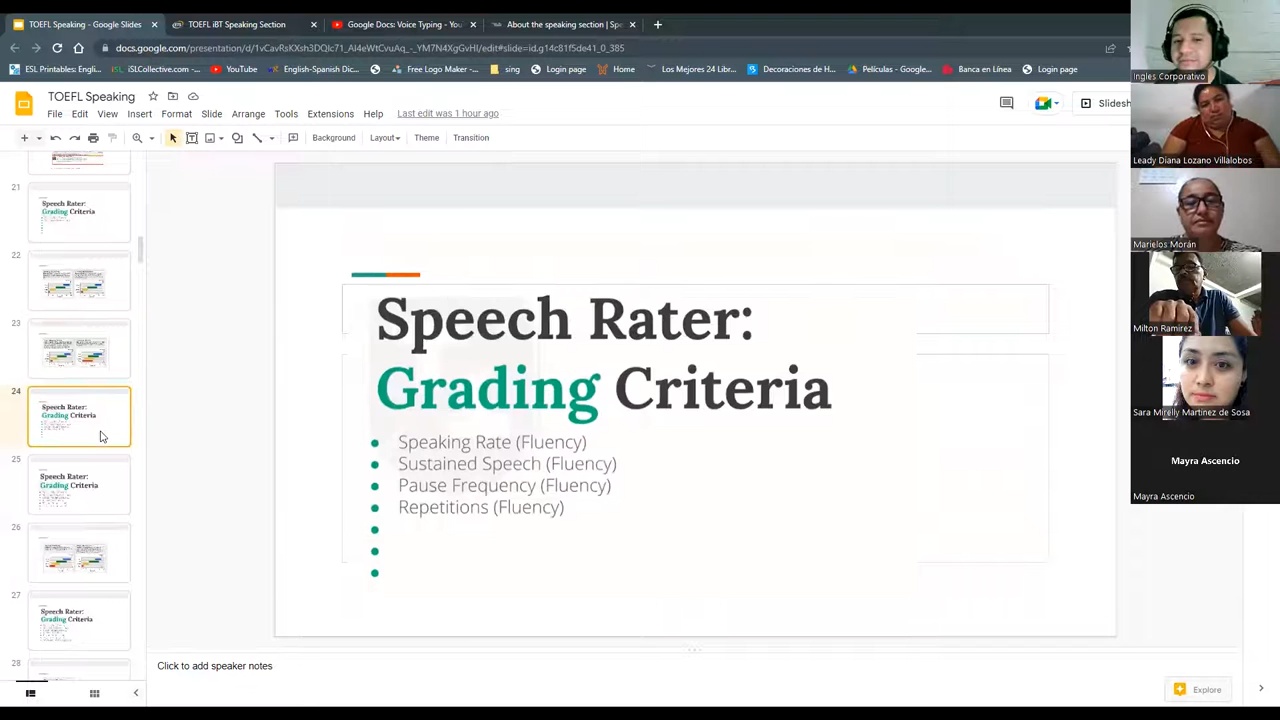 TOEFL Speaking - Google Slides
TOEFL iBT Speaking Section
Google Docs: Voice Typing - You
About the speaking section | Spe
docs.google.com/presentation/d/1vCavRsKXsh3DQlc71_AI4eWtCvuAq_-_YM7N4XgGvHI/edit#slide=id.g14c81f5de41_0_385
ESL Printables: Engli...
iSLCollective.com -...
YouTube
English-Spanish Dic...
Free Logo Maker -...
sing
Login page
Home
Los Mejores 24 Libr...
Decoraciones de H...
Películas - Google...
Banca en Línea
Login page
TOEFL Speaking
File Edit View Insert Format Slide Arrange Tools Extensions Help Last edit was 1 hour ago
Slidesh
Background Layout Theme Transition
21
Speech Rater:
Grading Criteria
22
23
24
Speech Rater:
Grading Criteria
25
Speech Rater:
Grading Criteria
26
27
Speech Rater:
Grading Criteria
28
Speech Rater:
Grading Criteria
Speaking Rate (Fluency)
Sustained Speech (Fluency)
Pause Frequency (Fluency)
Repetitions (Fluency)
Click to add speaker notes
Explore
Ingles Corporativo
Leady Diana Lozano Villalobos
Marielos Morán
Milton Ramirez
Sara Mirelly Martinez de Sosa
Mayra Ascencio
Mayra Ascencio